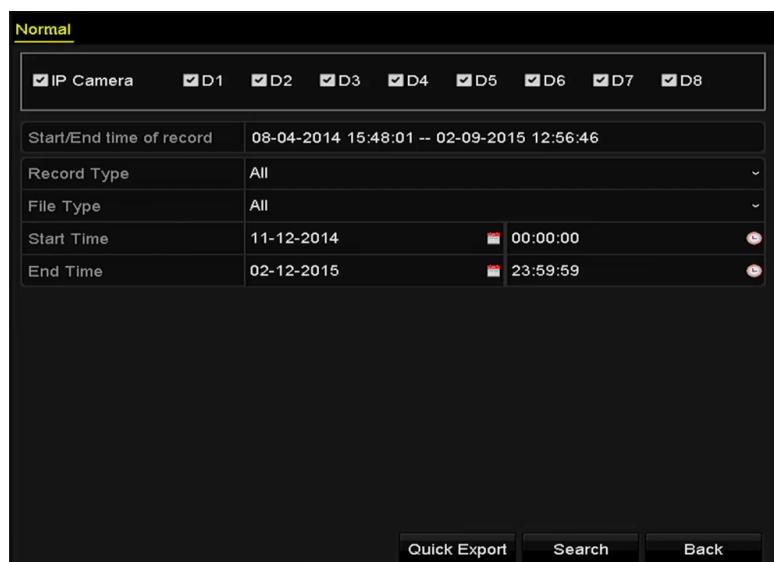 Normal
IP Camera D1 D2 D3 D4 D5 D6 D7 D8
Start/End time of record 08-04-2014 15:48:01 -- 02-09-2015 12:56:46
Record Type All
File Type All
Start Time 11-12-2014 00:00:00
End Time 02-12-2015 23:59:59
Quick Export Search Back